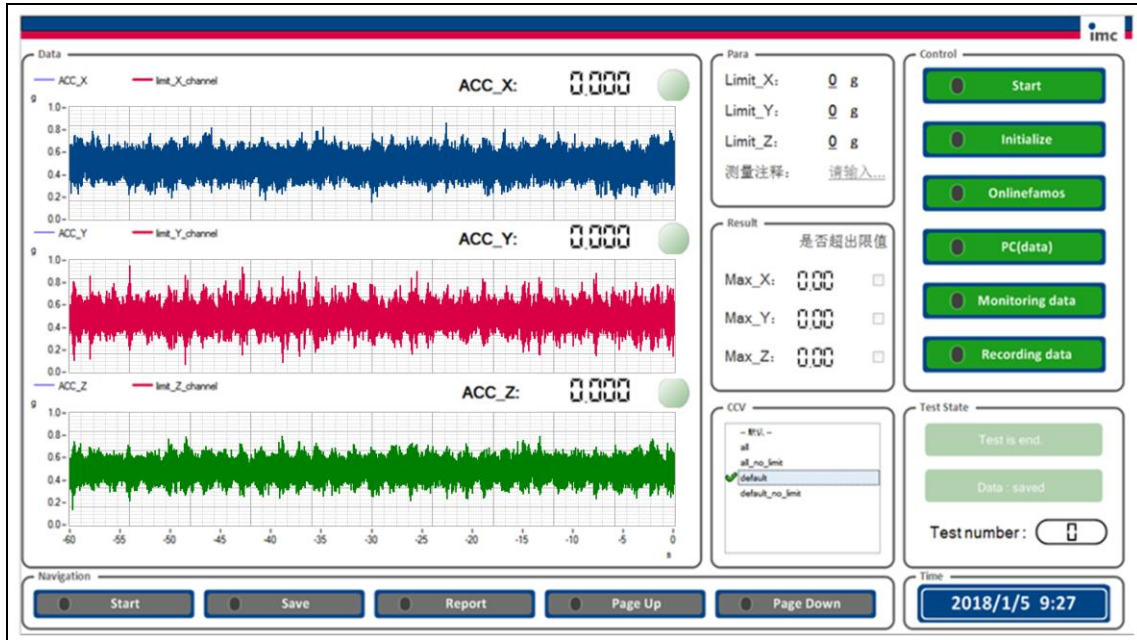 imc
Data
ACC_X limit_X_channel ACC_X: 0.000
g
1.0
0.8
0.6
0.4
0.2
0.0
ACC_Y limit_Y_channel ACC_Y: 0.000
g
1.0
0.8
0.6
0.4
0.2
0.0
ACC_Z limit_Z_channel ACC_Z: 0.000
g
1.0
0.8
0.6
0.4
0.2
0.0
-60 -55 -50 -45 -40 -35 -30 -25 -20 -15 -10 -5 0
s
Para
Limit_X: 0 g
Limit_Y: 0 g
Limit_Z: 0 g
测量注释: 请输入...
Result
是否超出限值
Max_X: 0.00
Max_Y: 0.00
Max_Z: 0.00
CCV
-- 默认 --
all
all_no_limit
default
default_no_limit
Control
Start
Initialize
Onlinefamos
PC(data)
Monitoring data
Recording data
Test State
Test is end.
Data : saved
Test number : 0
Navigation
Start Save Report Page Up Page Down
Time
2018/1/5 9:27